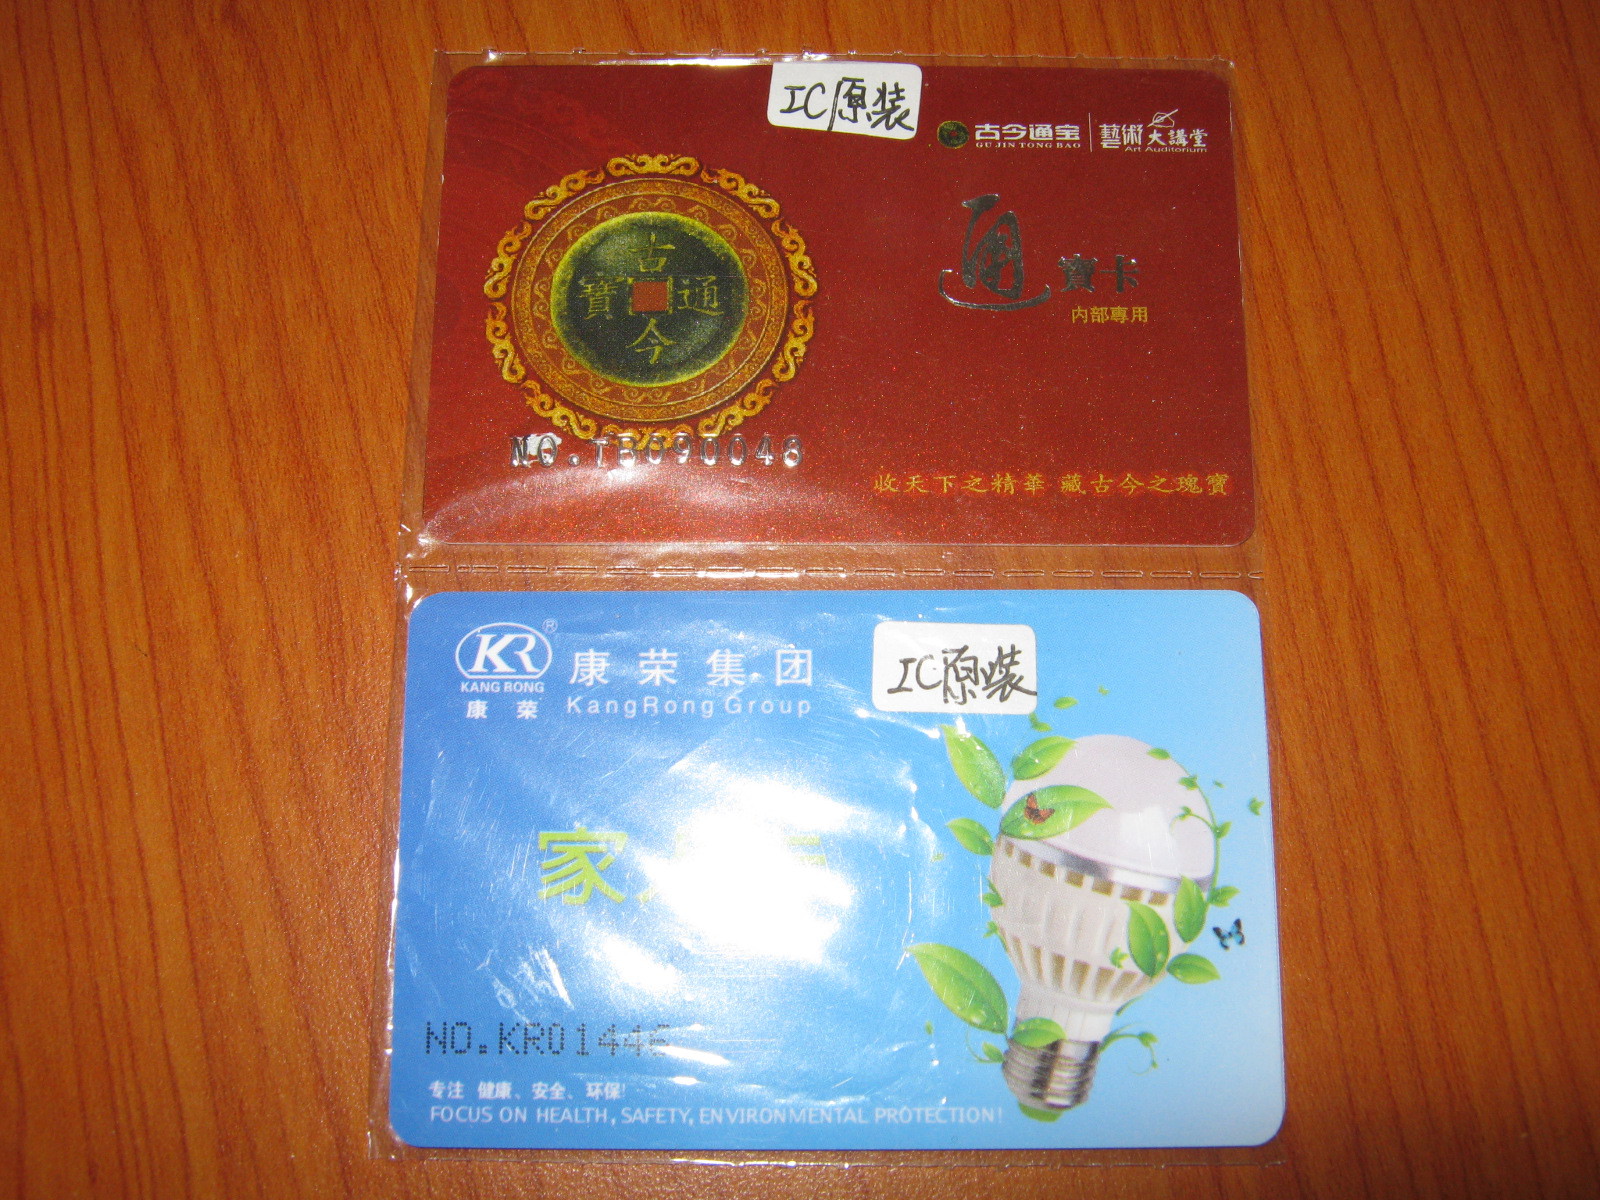 IC原装
古今通宝
GU JIN TONG BAO
藝術大講堂
Art Auditorium
古
寶 通
今
通寶卡
内部專用
NO.TB090048
收天下之精華 藏古今之瑰寶
KR®
KANG RONG
康荣
康荣集团
KangRong Group
IC原装
家
NO.KR01446
专注 健康、安全、环保!
FOCUS ON HEALTH, SAFETY, ENVIRONMENTAL PROTECTION!